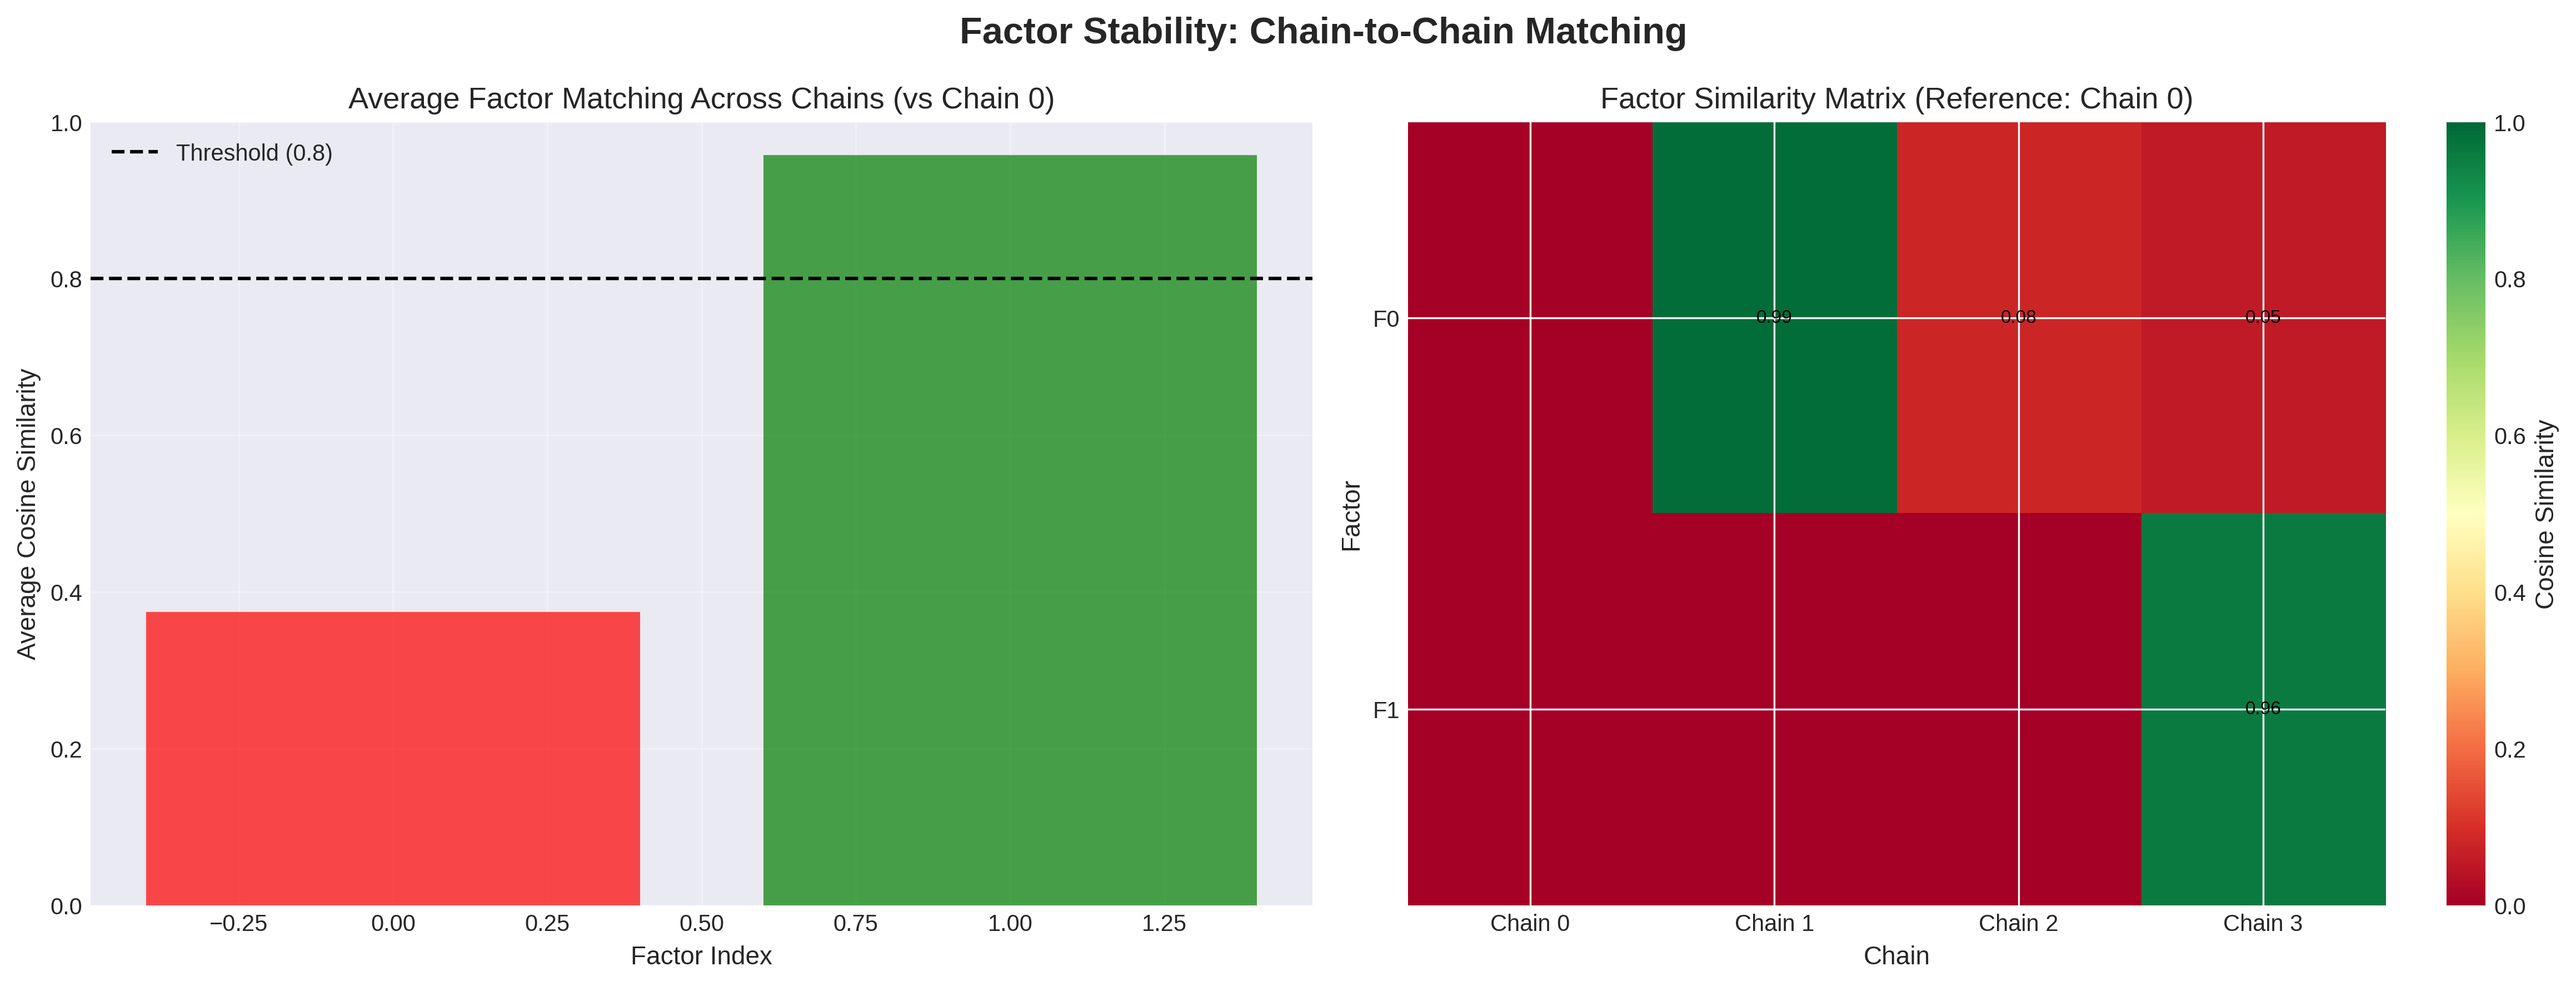 Factor Stability: Chain-to-Chain Matching
Average Factor Matching Across Chains (vs Chain 0)
Threshold (0.8)
1.0
0.8
0.6
0.4
0.2
0.0
Average Cosine Similarity
−0.25
0.00
0.25
0.50
0.75
1.00
1.25
Factor Index
Factor Similarity Matrix (Reference: Chain 0)
Factor
F0
0.99
0.08
0.05
F1
0.96
Chain 0
Chain 1
Chain 2
Chain 3
Chain
1.0
0.8
0.6
0.4
0.2
0.0
Cosine Similarity